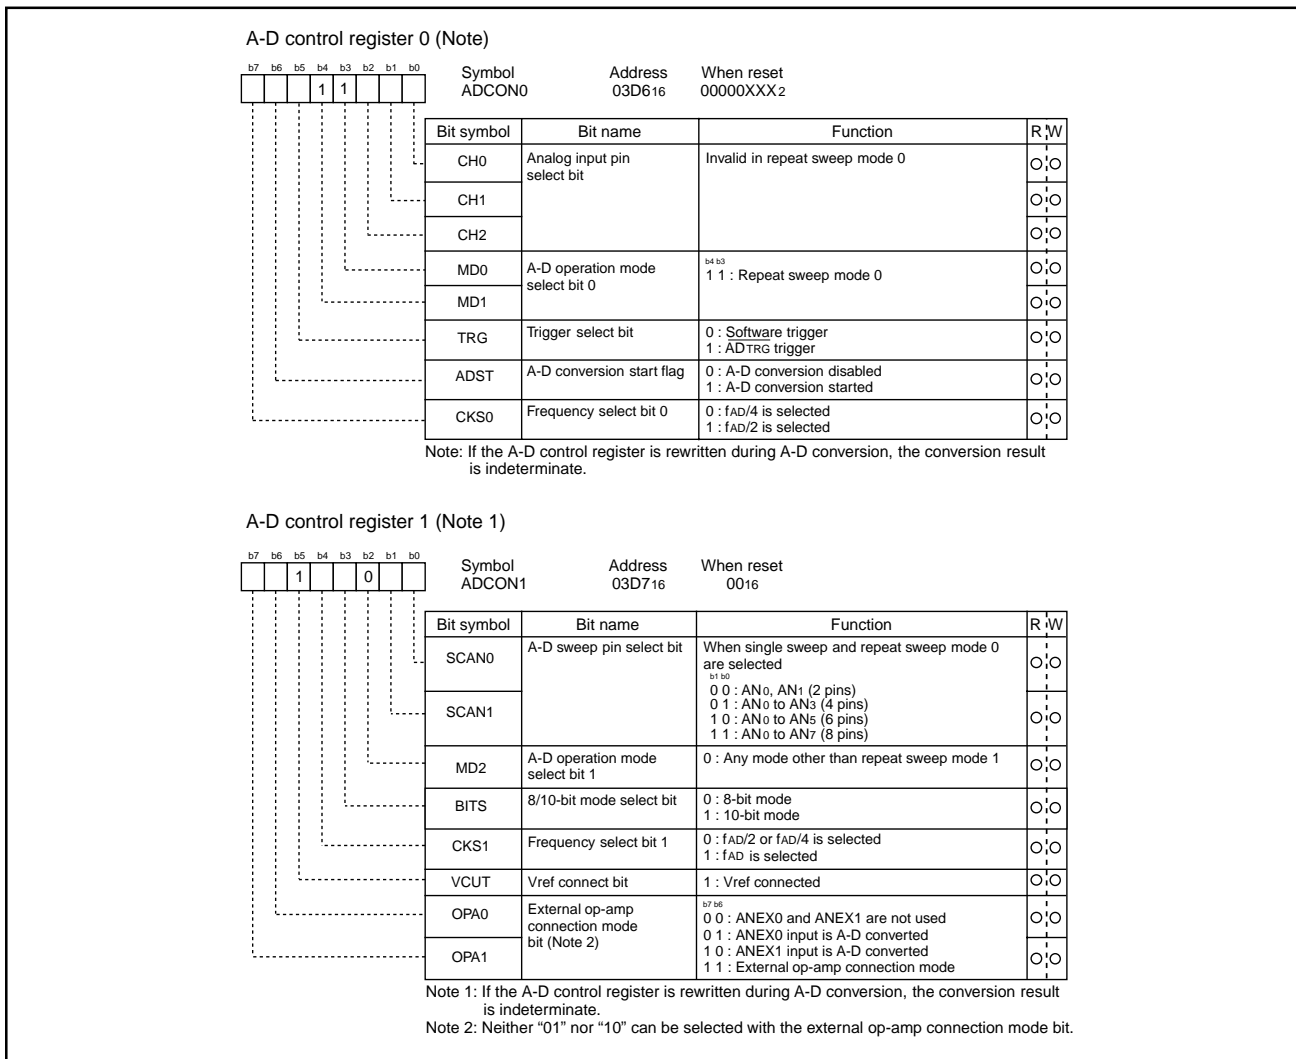 A-D control register 0 (Note)
b7 b6 b5 b4 b3 b2 b1 b0
1 1
Symbol Address When reset
ADCON0 03D616 00000XXX2
Bit symbol Bit name Function R W
CH0 Analog input pin select bit Invalid in repeat sweep mode 0
CH1
CH2
MD0 A-D operation mode select bit 0 b4 b3
1 1 : Repeat sweep mode 0
MD1
TRG Trigger select bit 0 : Software trigger
1 : ADTRG trigger
ADST A-D conversion start flag 0 : A-D conversion disabled
1 : A-D conversion started
CKS0 Frequency select bit 0 0 : fAD/4 is selected
1 : fAD/2 is selected
Note: If the A-D control register is rewritten during A-D conversion, the conversion result
is indeterminate.
A-D control register 1 (Note 1)
b7 b6 b5 b4 b3 b2 b1 b0
1 0
Symbol Address When reset
ADCON1 03D716 0016
Bit symbol Bit name Function R W
SCAN0 A-D sweep pin select bit When single sweep and repeat sweep mode 0
are selected
b1 b0
0 0 : AN0, AN1 (2 pins)
SCAN1 0 1 : AN0 to AN3 (4 pins)
1 0 : AN0 to AN5 (6 pins)
1 1 : AN0 to AN7 (8 pins)
MD2 A-D operation mode select bit 1 0 : Any mode other than repeat sweep mode 1
BITS 8/10-bit mode select bit 0 : 8-bit mode
1 : 10-bit mode
CKS1 Frequency select bit 1 0 : fAD/2 or fAD/4 is selected
1 : fAD is selected
VCUT Vref connect bit 1 : Vref connected
OPA0 External op-amp connection mode bit (Note 2) b7 b6
0 0 : ANEX0 and ANEX1 are not used
0 1 : ANEX0 input is A-D converted
OPA1 1 0 : ANEX1 input is A-D converted
1 1 : External op-amp connection mode
Note 1: If the A-D control register is rewritten during A-D conversion, the conversion result
is indeterminate.
Note 2: Neither “01” nor “10” can be selected with the external op-amp connection mode bit.